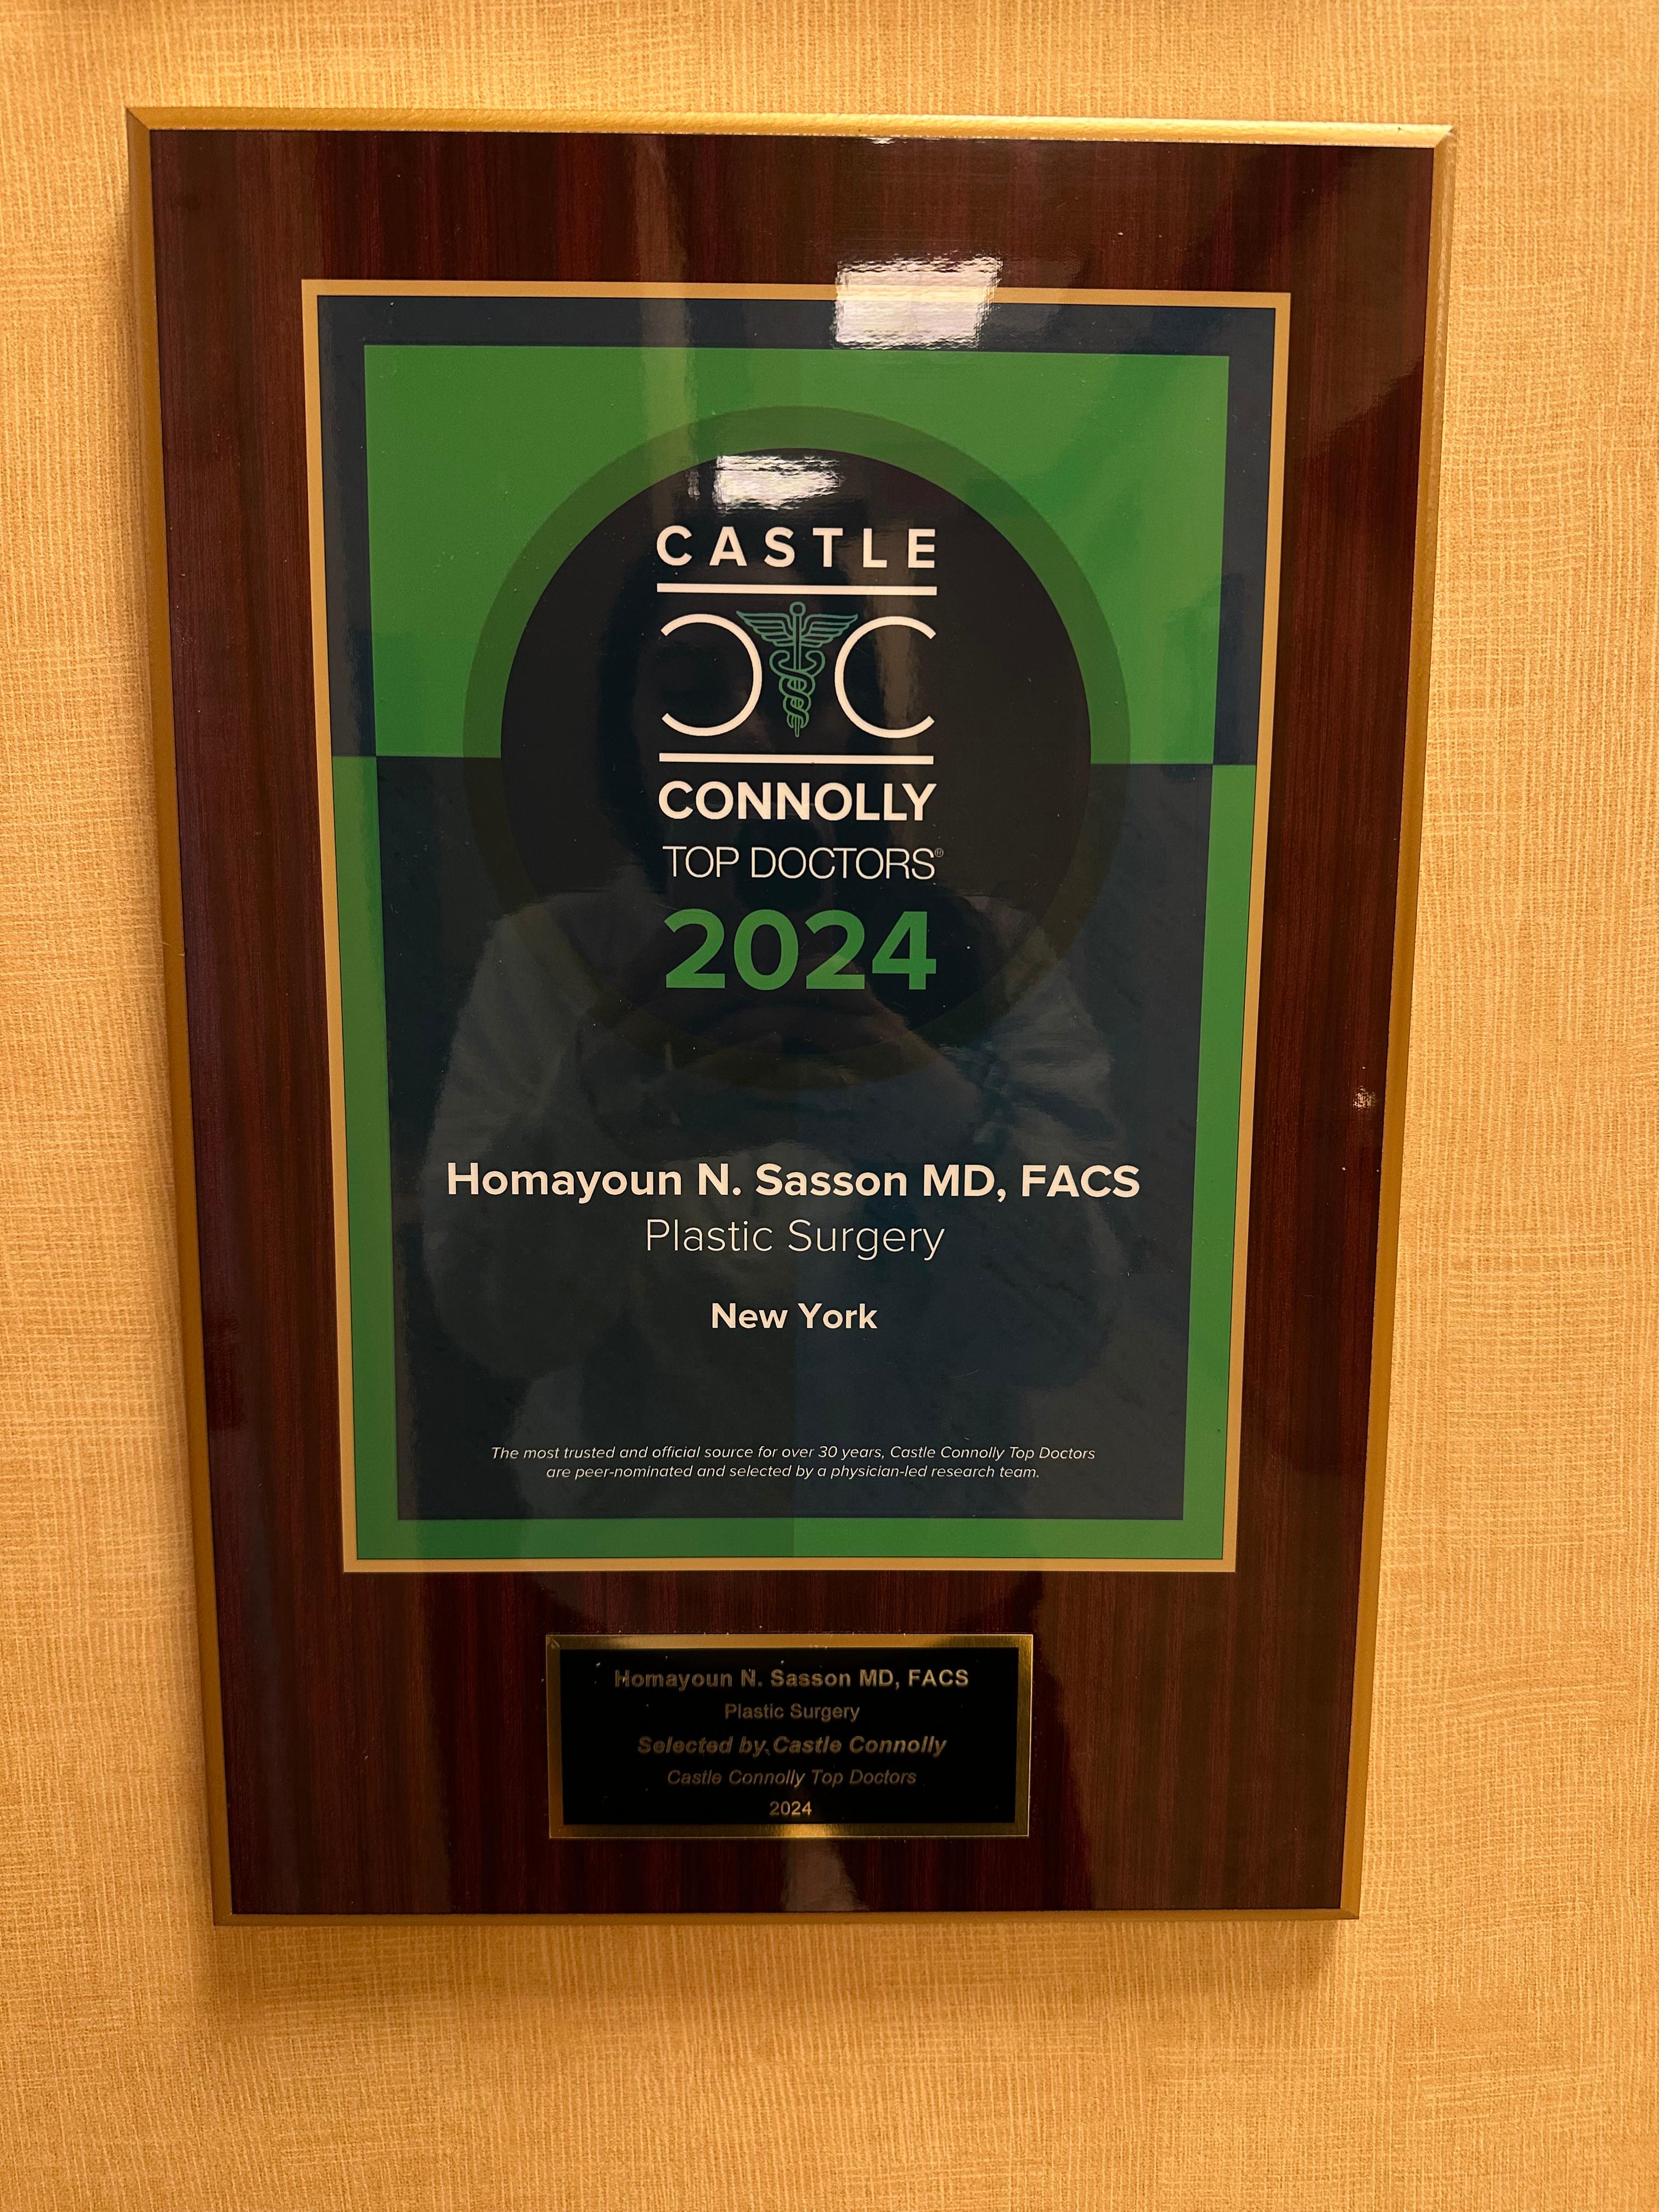 CASTLE
CONNOLLY
TOP DOCTORS®
2024
Homayoun N. Sasson MD, FACS
Plastic Surgery
New York
The most trusted and official source for over 30 years, Castle Connolly Top Doctors
are peer-nominated and selected by a physician-led research team.
Homayoun N. Sasson MD, FACS
Plastic Surgery
Selected by Castle Connolly
Castle Connolly Top Doctors
2024